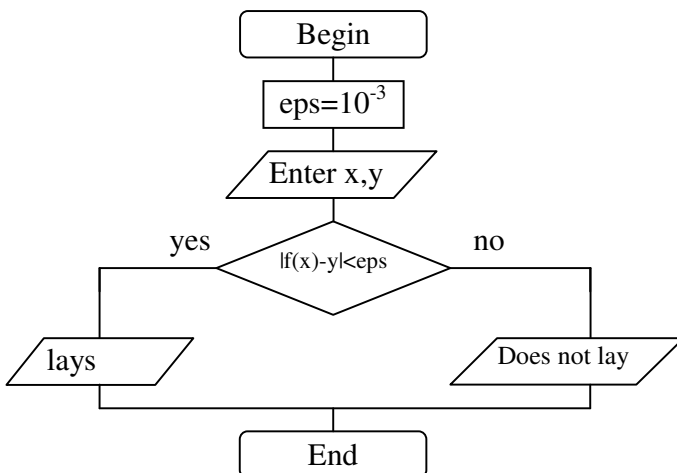 Begin
eps=10⁻³
Enter x,y
yes
no
|f(x)-y|<eps
lays
Does not lay
End